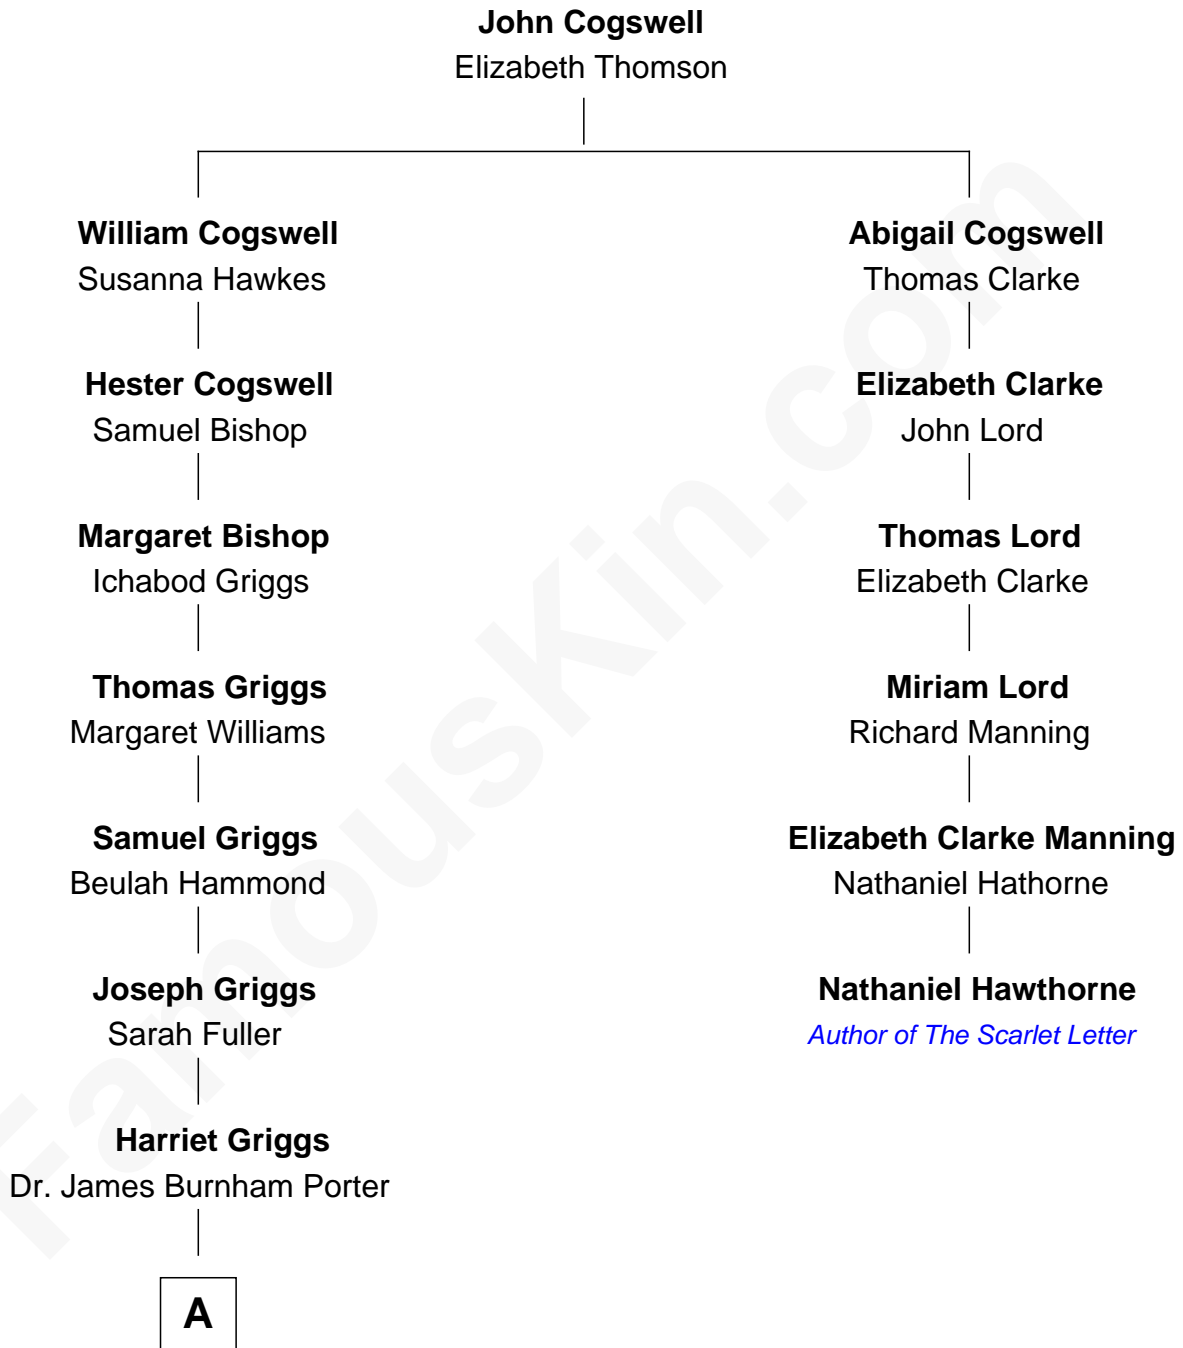 John Cogswell
Elizabeth Thomson
William Cogswell
Susanna Hawkes
Hester Cogswell
Samuel Bishop
Margaret Bishop
Ichabod Griggs
Thomas Griggs
Margaret Williams
Samuel Griggs
Beulah Hammond
Joseph Griggs
Sarah Fuller
Harriet Griggs
Dr. James Burnham Porter
A
Abigail Cogswell
Thomas Clarke
Elizabeth Clarke
John Lord
Thomas Lord
Elizabeth Clarke
Miriam Lord
Richard Manning
Elizabeth Clarke Manning
Nathaniel Hathorne
Nathaniel Hawthorne
Author of The Scarlet Letter
FamousKin.com